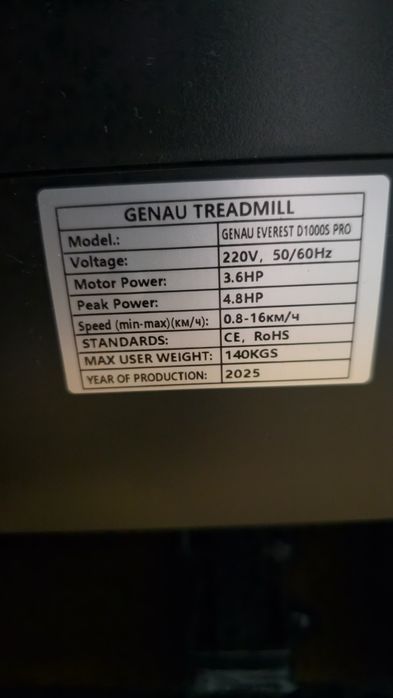 GENAU TREADMILL
Model.: GENAU EVEREST D1000S PRO
Voltage: 220V, 50/60Hz
Motor Power: 3.6HP
Peak Power: 4.8HP
Speed (min-max)(км/ч): 0.8-16км/ч
STANDARDS: CE, RoHS
MAX USER WEIGHT: 140KGS
YEAR OF PRODUCTION: 2025